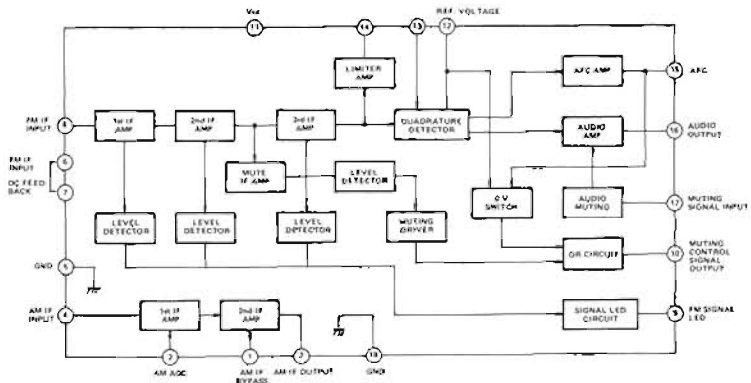 Vcc
11
14
13
REF. VOLTAGE
12
LIMITER
AMP
AFC AMP
15
AFC
FM IF
INPUT
1st IF
AMP
2nd IF
AMP
3rd IF
AMP
QUADRATURE
DETECTOR
AUDIO
AMP
16
AUDIO
OUTPUT
FM IF
INPUT
6
DC FEED
BACK
7
MUTE
IF AMP
LEVEL
DETECTOR
SWITCH
AUDIO
MUTING
17
MUTING
SIGNAL INPUT
LEVEL
DETECTOR
LEVEL
DETECTOR
LEVEL
DETECTOR
MUTING
DRIVER
OR CIRCUIT
10
MUTING
CONTROL
SIGNAL
OUTPUT
GND
5
AM IF
INPUT
4
1st IF
AMP
2nd IF
AMP
SIGNAL LED
CIRCUIT
9
FM SIGNAL
LED
3
1
2
18
AM AGC
AM IF
BYPASS
AM IF OUTPUT
GND